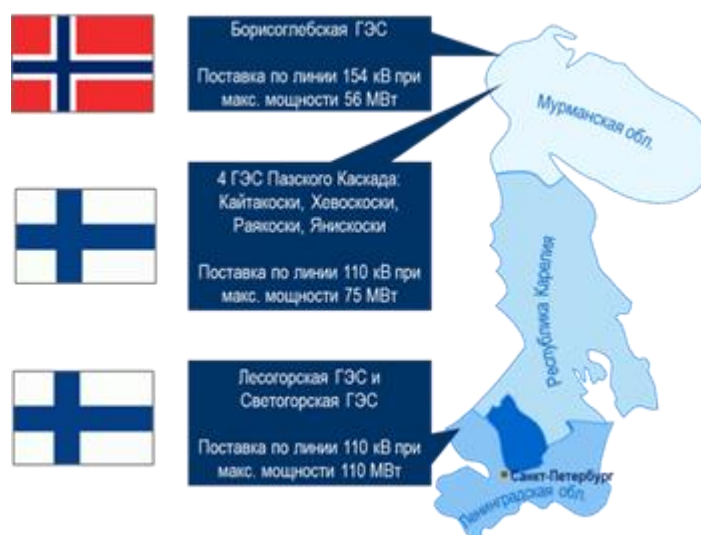 Борисоглебская ГЭС
Поставка по линии 154 кВ при
макс. мощности 56 МВт
Мурманская обл.
4 ГЭС Пазского Каскада:
Кайтакоски, Хевоскоски,
Раякоски, Янискоски
Поставка по линии 110 кВ при
макс. мощности 75 МВт
Республика Карелия
Лесогорская ГЭС и
Светогорская ГЭС
Поставка по линии 110 кВ при
макс. мощности 110 МВт
Санкт-Петербург
Ленинградская обл.